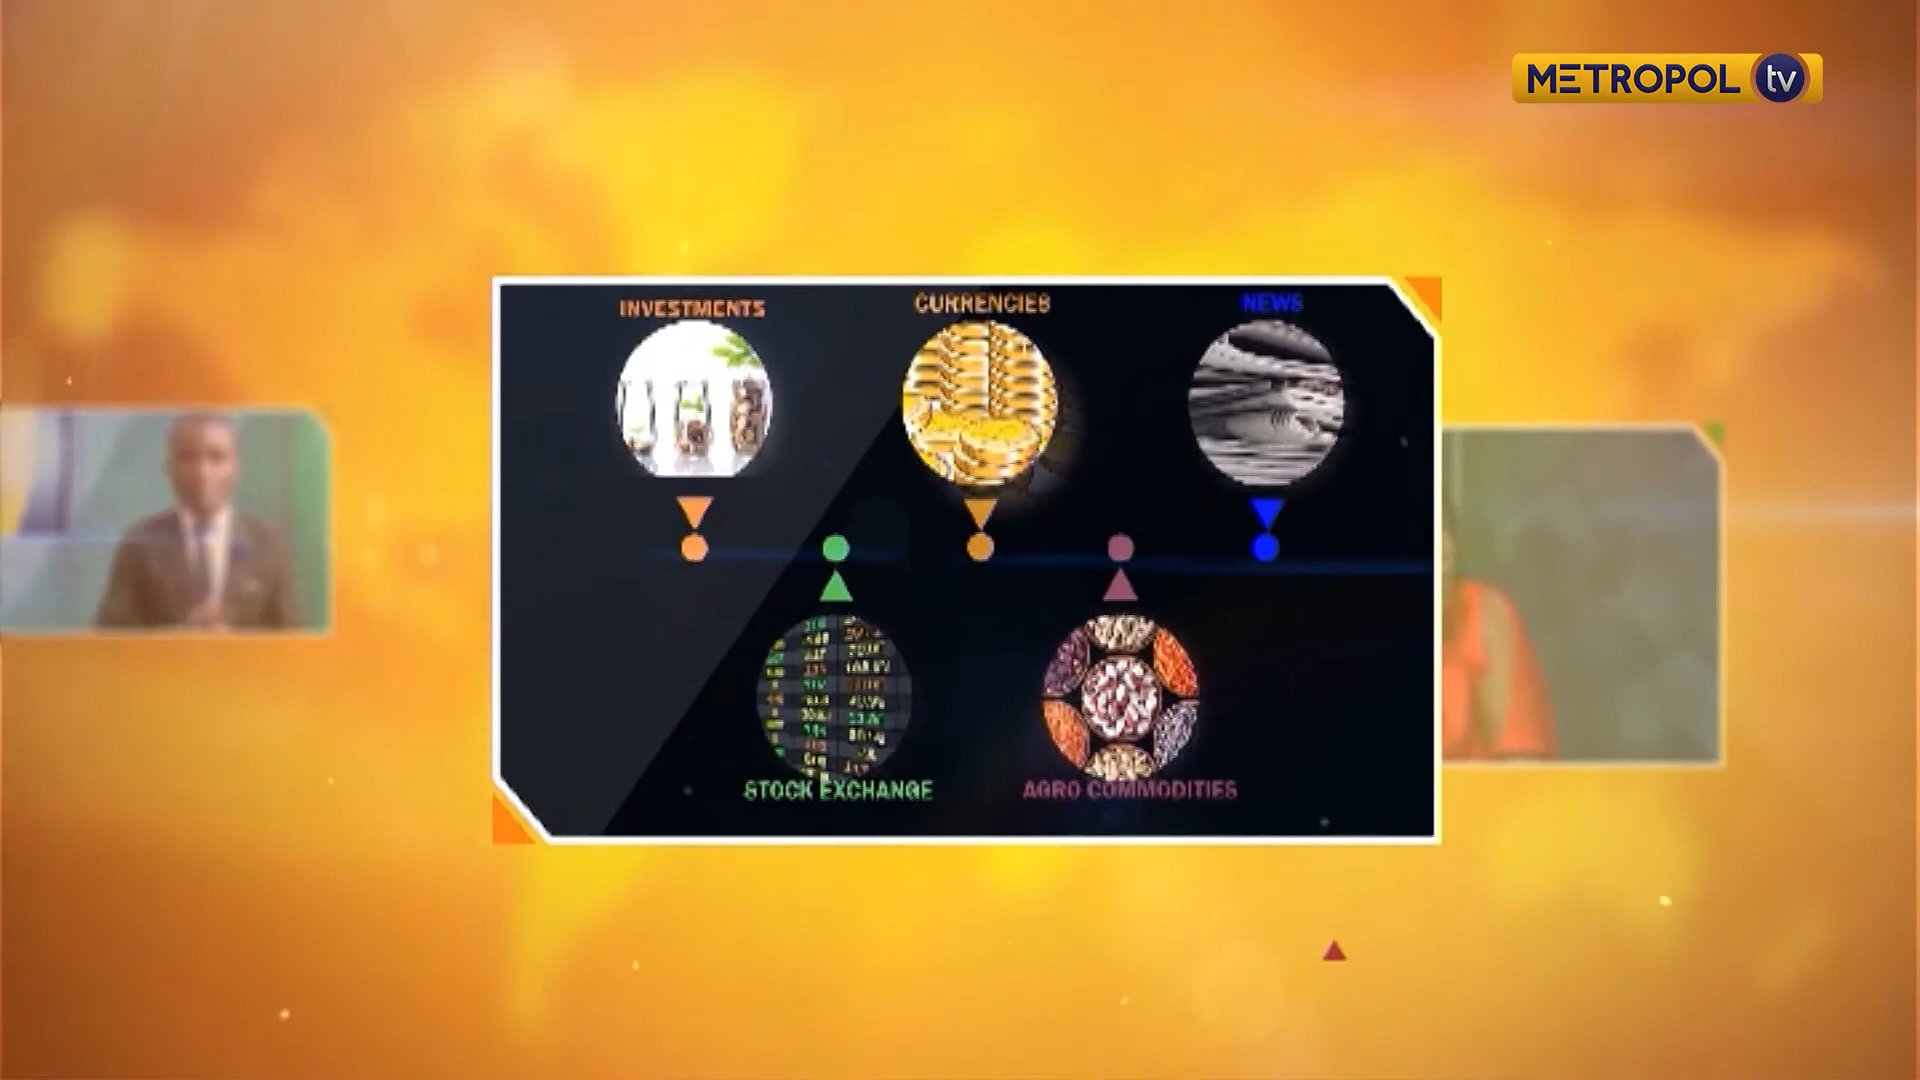 METROPOL tv
INVESTMENTS
CURRENCIES
NEWS
STOCK EXCHANGE
AGRO COMMODITIES